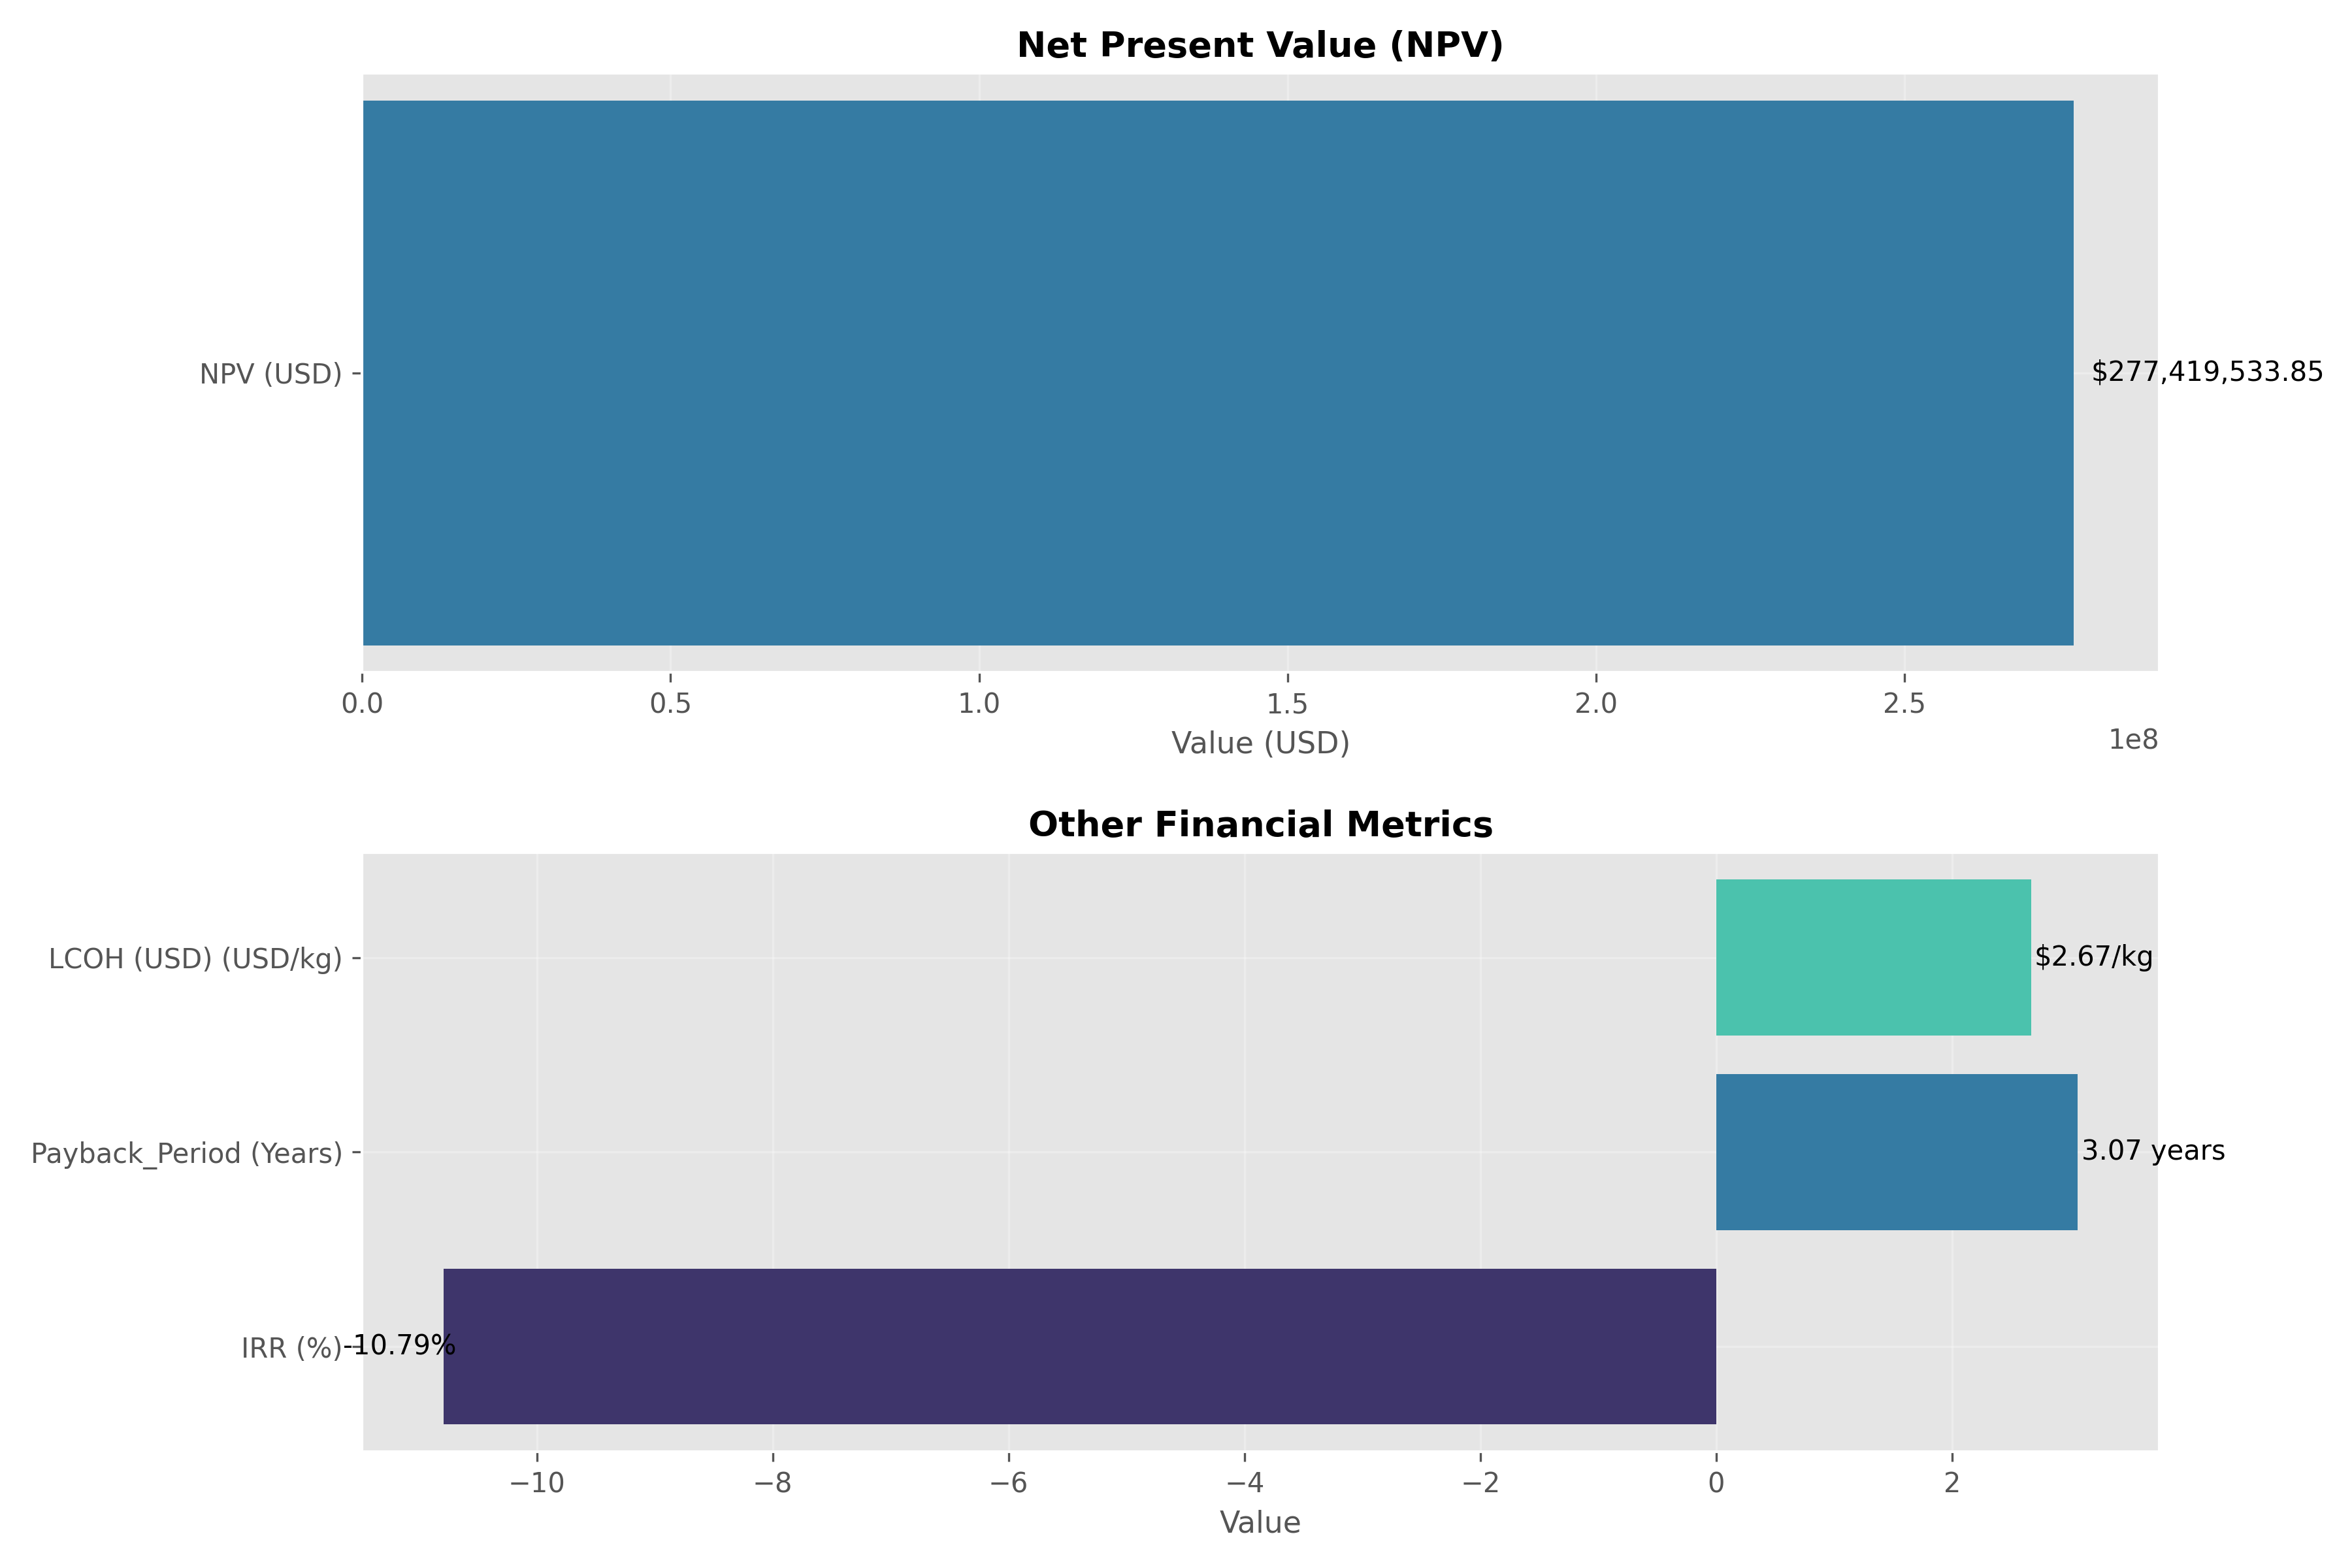 Net Present Value (NPV)
NPV (USD)
$277,419,533.85
0.0 0.5 1.0 1.5 2.0 2.5
Value (USD)
1e8
Other Financial Metrics
LCOH (USD) (USD/kg)
$2.67/kg
Payback_Period (Years)
3.07 years
IRR (%)
-10.79%
−10 −8 −6 −4 −2 0 2
Value